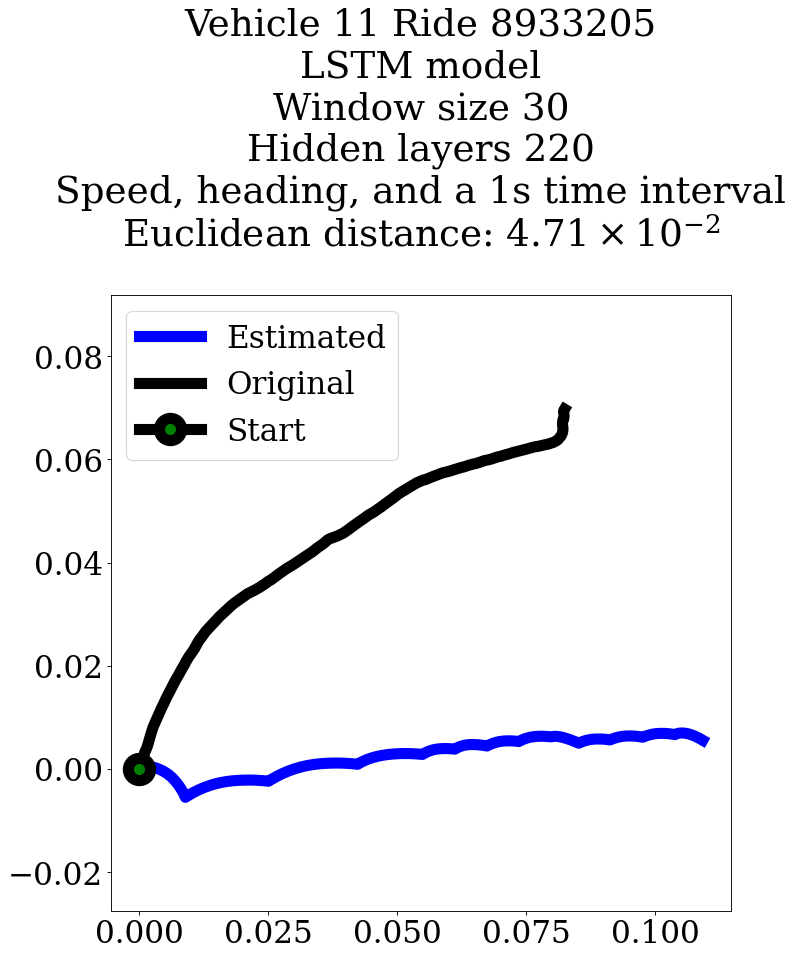 Vehicle 11 Ride 8933205
LSTM model
Window size 30
Hidden layers 220
Speed, heading, and a 1s time interval
Euclidean distance: 4.71 × 10⁻²
Estimated
Original
Start
0.08
0.06
0.04
0.02
0.00
−0.02
0.000 0.025 0.050 0.075 0.100